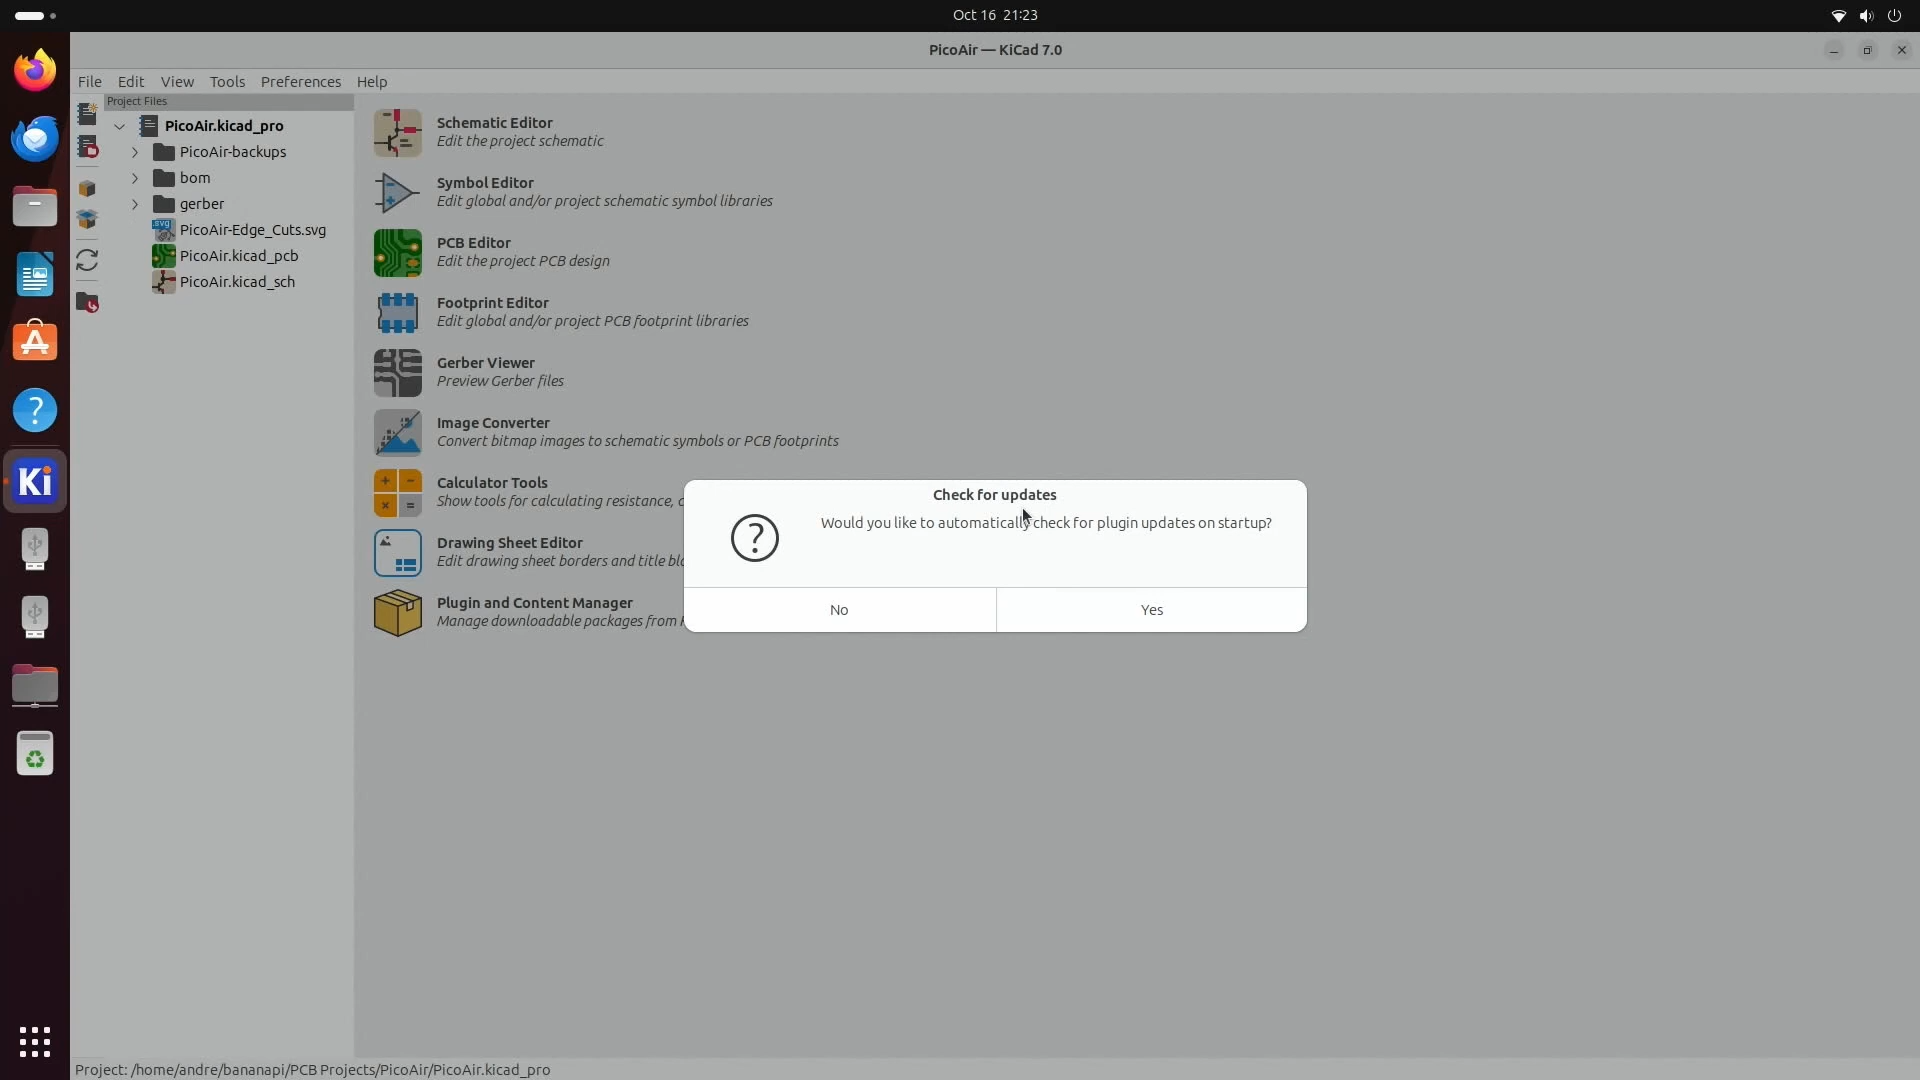 Oct 16 21:23
PicoAir — KiCad 7.0
File Edit View Tools Preferences Help
Project Files
PicoAir.kicad_pro
PicoAir-backups
bom
gerber
PicoAir-Edge_Cuts.svg
PicoAir.kicad_pcb
PicoAir.kicad_sch
Schematic Editor
Edit the project schematic
Symbol Editor
Edit global and/or project schematic symbol libraries
PCB Editor
Edit the project PCB design
Footprint Editor
Edit global and/or project PCB footprint libraries
Gerber Viewer
Preview Gerber files
Image Converter
Convert bitmap images to schematic symbols or PCB footprints
Calculator Tools
Show tools for calculating resistance,
Drawing Sheet Editor
Edit drawing sheet borders and title
Plugin and Content Manager
Manage downloadable packages from
Check for updates
Would you like to automatically check for plugin updates on startup?
No
Yes
Ki
Project: /home/andre/bananapi/PCB Projects/PicoAir/PicoAir.kicad_pro